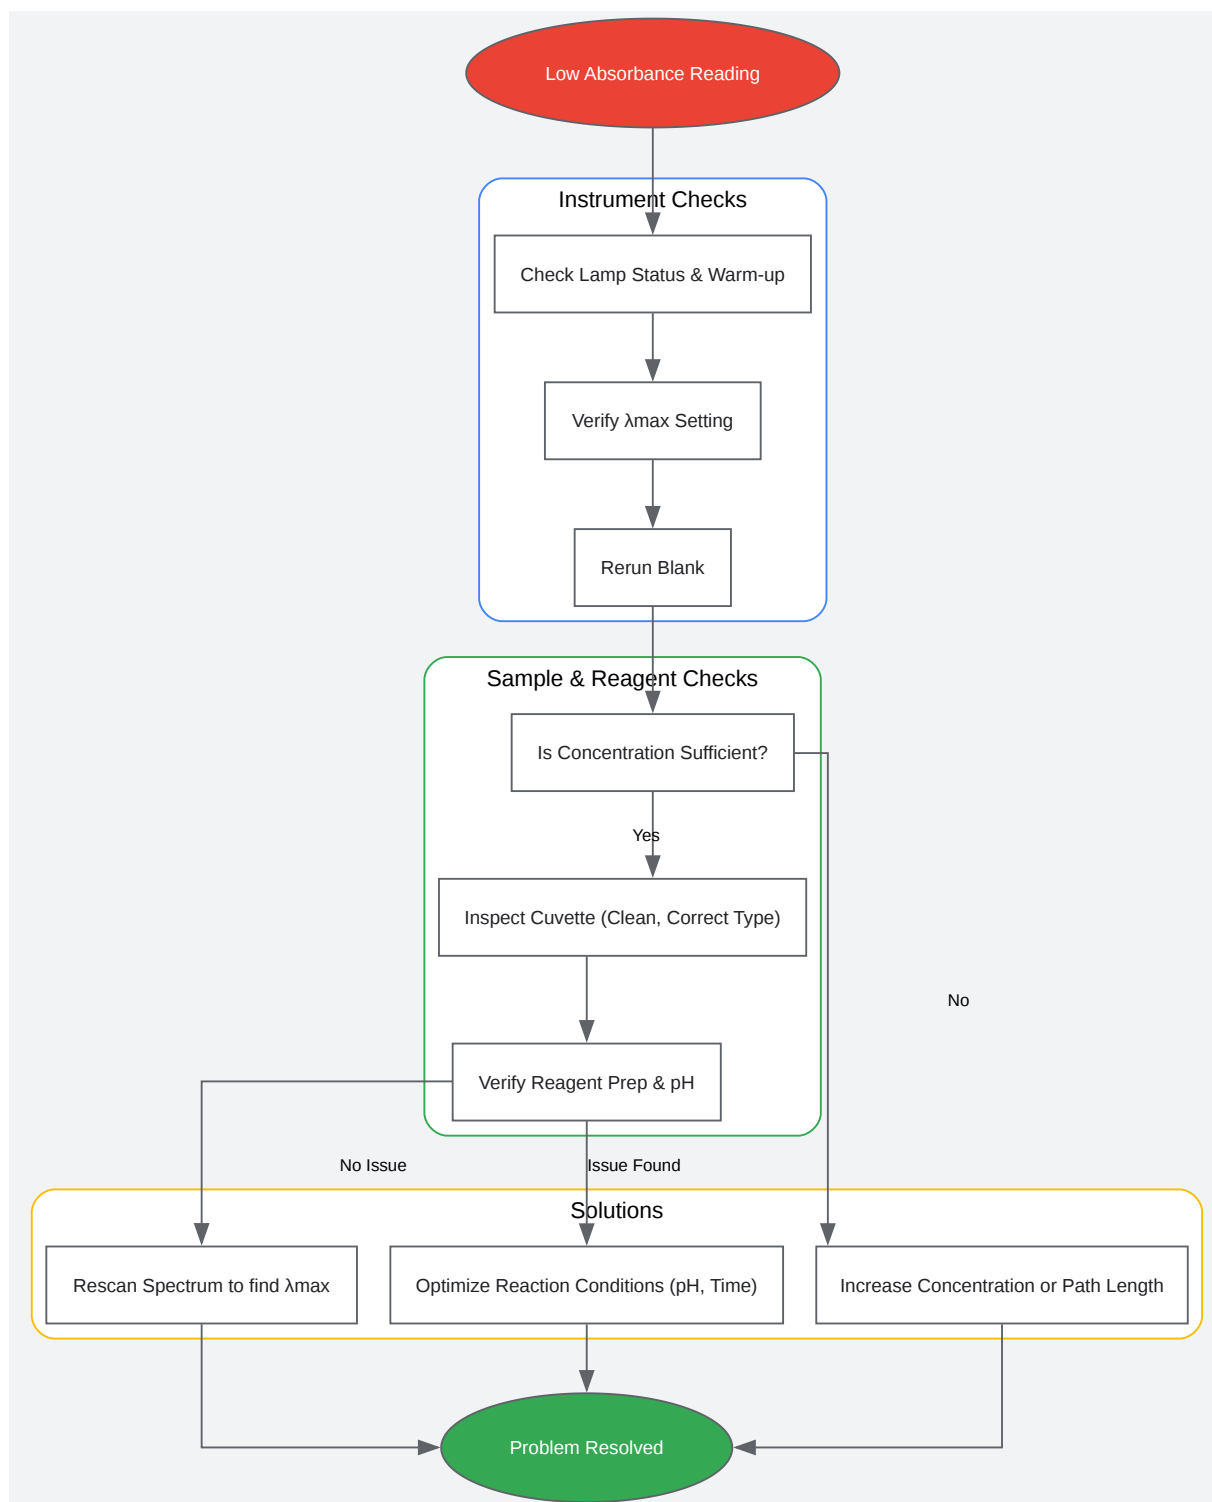 Low Absorbance Reading
Instrument Checks
Check Lamp Status & Warm-up
Verify λmax Setting
Rerun Blank
Sample & Reagent Checks
Is Concentration Sufficient?
Yes
Inspect Cuvette (Clean, Correct Type)
No
Verify Reagent Prep & pH
No Issue
Issue Found
Solutions
Rescan Spectrum to find λmax
Optimize Reaction Conditions (pH, Time)
Increase Concentration or Path Length
Problem Resolved